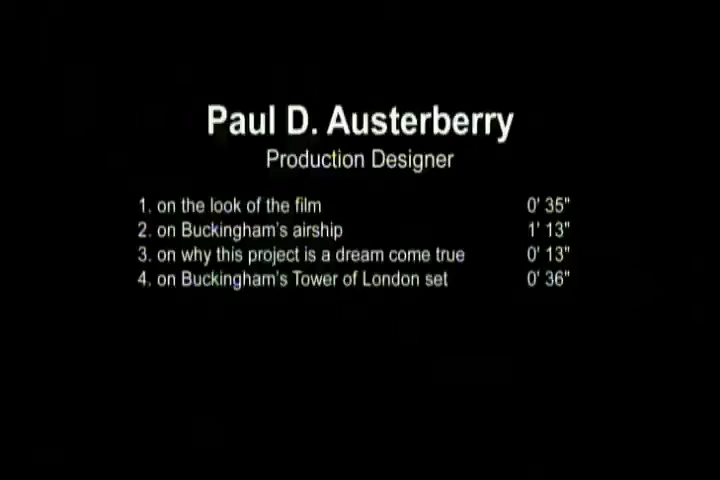 Paul D. Austerberry
Production Designer
1. on the look of the film 0' 35"
2. on Buckingham's airship 1' 13"
3. on why this project is a dream come true 0' 13"
4. on Buckingham's Tower of London set 0' 36"